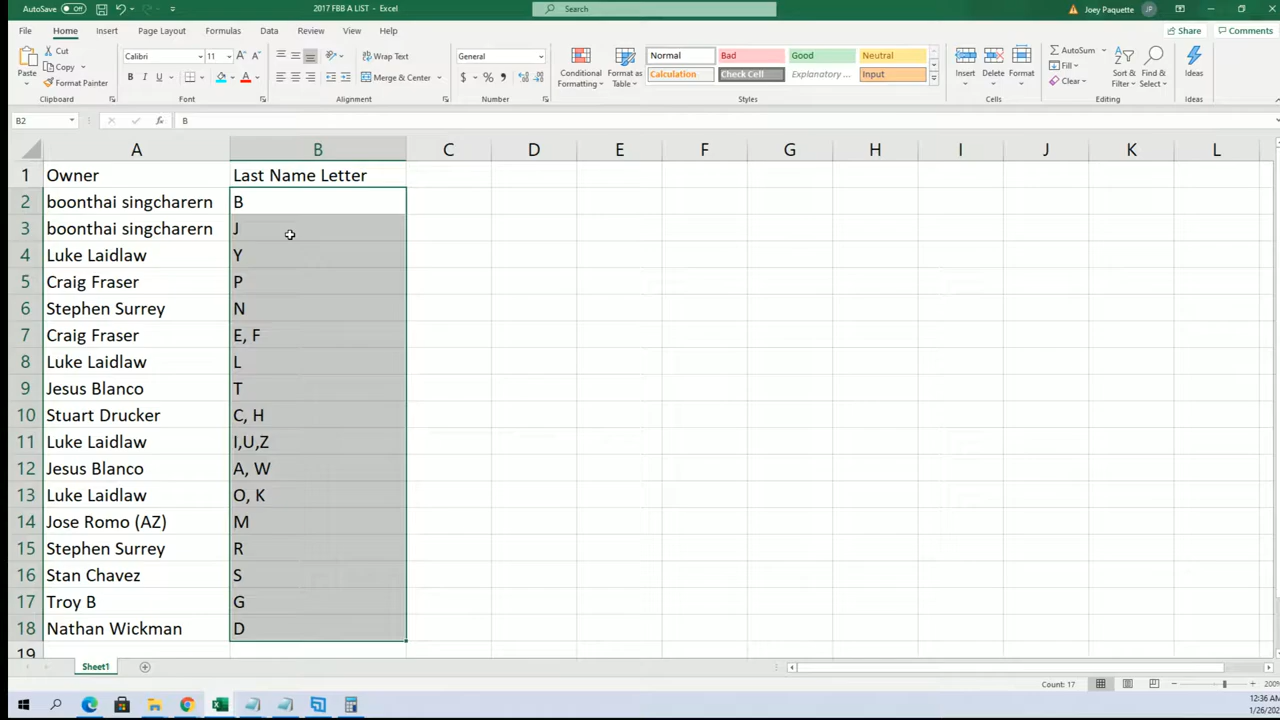 AutoSave Off
2017 FBB A LIST - Excel
Search
Joey Paquette JP
File Home Insert Page Layout Formulas Data Review View Help
Share Comments
Paste Cut Copy Format Painter Clipboard
Calibri 11 A A B I U A Font
Wrap Text Merge & Center Alignment
General $ % , Number
Conditional Formatting Format as Table
Normal Bad Good Neutral
Calculation Check Cell Explanatory ... Input
Styles
Insert Delete Format Cells
AutoSum Fill Clear Sort & Filter Find & Select Editing
Ideas Ideas
B2 fx B
A B C D E F G H I J K L
1 Owner Last Name Letter
2 boonthai singcharern B
3 boonthai singcharern J
4 Luke Laidlaw Y
5 Craig Fraser P
6 Stephen Surrey N
7 Craig Fraser E, F
8 Luke Laidlaw L
9 Jesus Blanco T
10 Stuart Drucker C, H
11 Luke Laidlaw I,U,Z
12 Jesus Blanco A, W
13 Luke Laidlaw O, K
14 Jose Romo (AZ) M
15 Stephen Surrey R
16 Stan Chavez S
17 Troy B G
18 Nathan Wickman D
19
Sheet1
Count: 17
12:36 AM